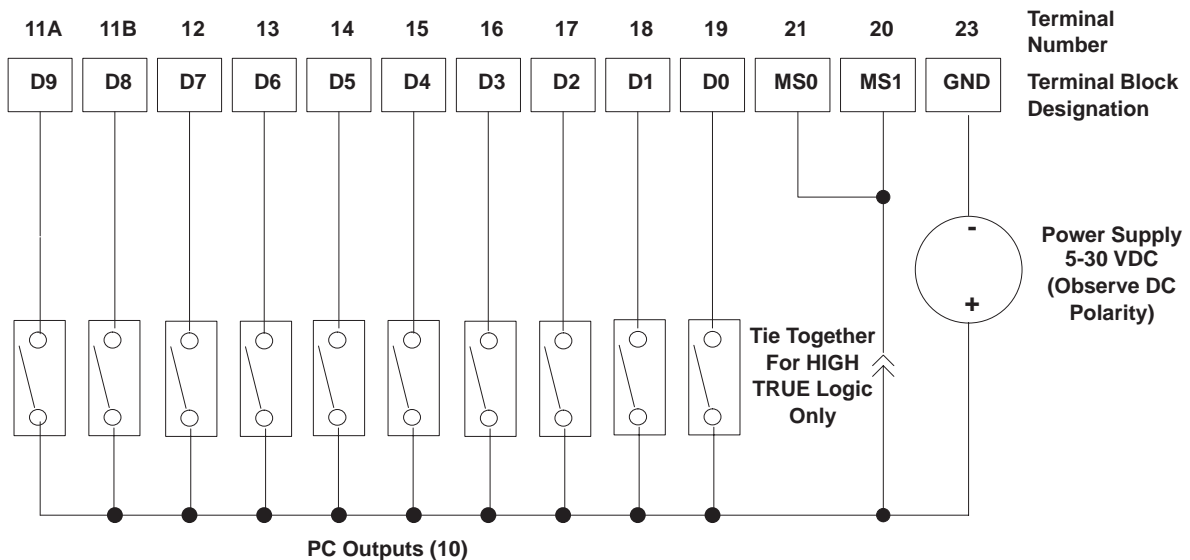 11A 11B 12 13 14 15 16 17 18 19 21 20 23 Terminal
Number
D9 D8 D7 D6 D5 D4 D3 D2 D1 D0 MS0 MS1 GND Terminal Block
Designation
-
Power Supply
5-30 VDC
(Observe DC
Polarity)
+
Tie Together
For HIGH
TRUE Logic
Only
PC Outputs (10)